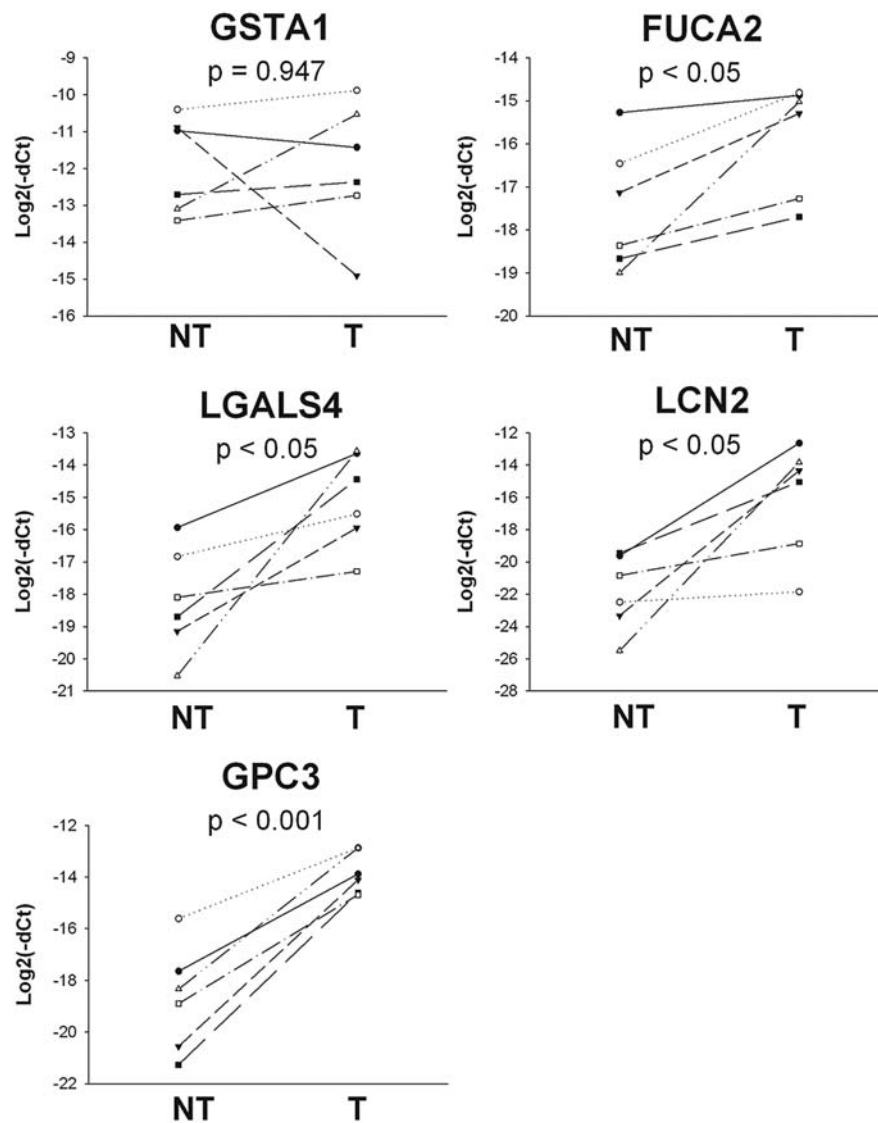 GSTA1
p = 0.947
-9
-10
-11
-12
-13
-14
-15
-16
Log2(-dCt)
NT T
FUCA2
p < 0.05
-14
-15
-16
-17
-18
-19
-20
Log2(-dCt)
NT T
LGALS4
p < 0.05
-13
-14
-15
-16
-17
-18
-19
-20
-21
Log2(-dCt)
NT T
LCN2
p < 0.05
-12
-14
-16
-18
-20
-22
-24
-26
-28
Log2(-dCt)
NT T
GPC3
p < 0.001
-12
-14
-16
-18
-20
-22
Log2(-dCt)
NT T